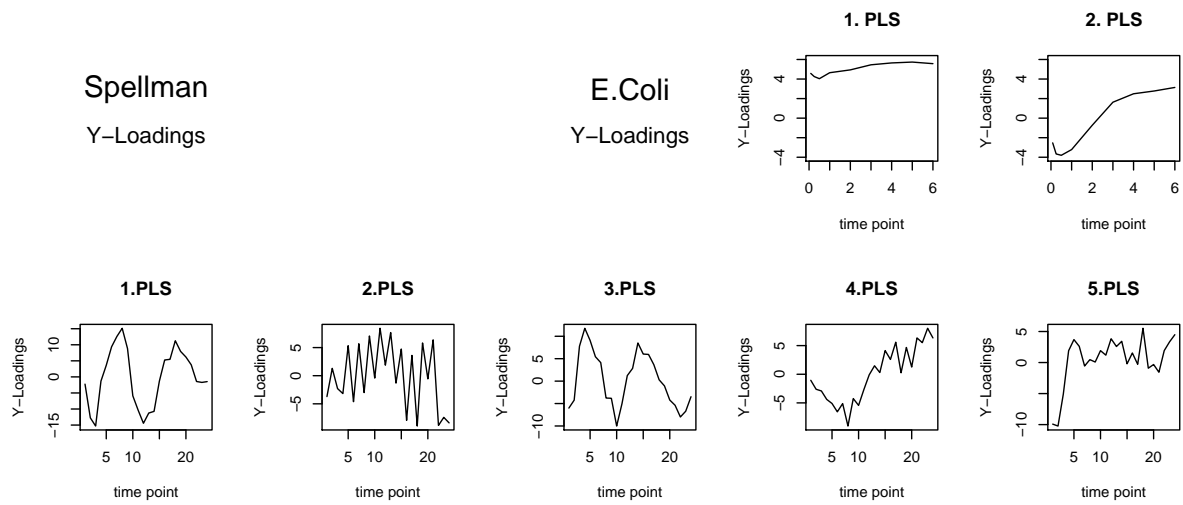 Spellman
Y−Loadings
E.Coli
Y−Loadings
1. PLS
Y−Loadings
−4 0 4
0 2 4 6
time point
2. PLS
Y−Loadings
−4 0 4
0 2 4 6
time point
1.PLS
Y−Loadings
−15 0 10
5 10 20
time point
2.PLS
Y−Loadings
−5 0 5
5 10 20
time point
3.PLS
Y−Loadings
−10 0 5
5 10 20
time point
4.PLS
Y−Loadings
−5 0 5
5 10 20
time point
5.PLS
Y−Loadings
−10 0 5
5 10 20
time point